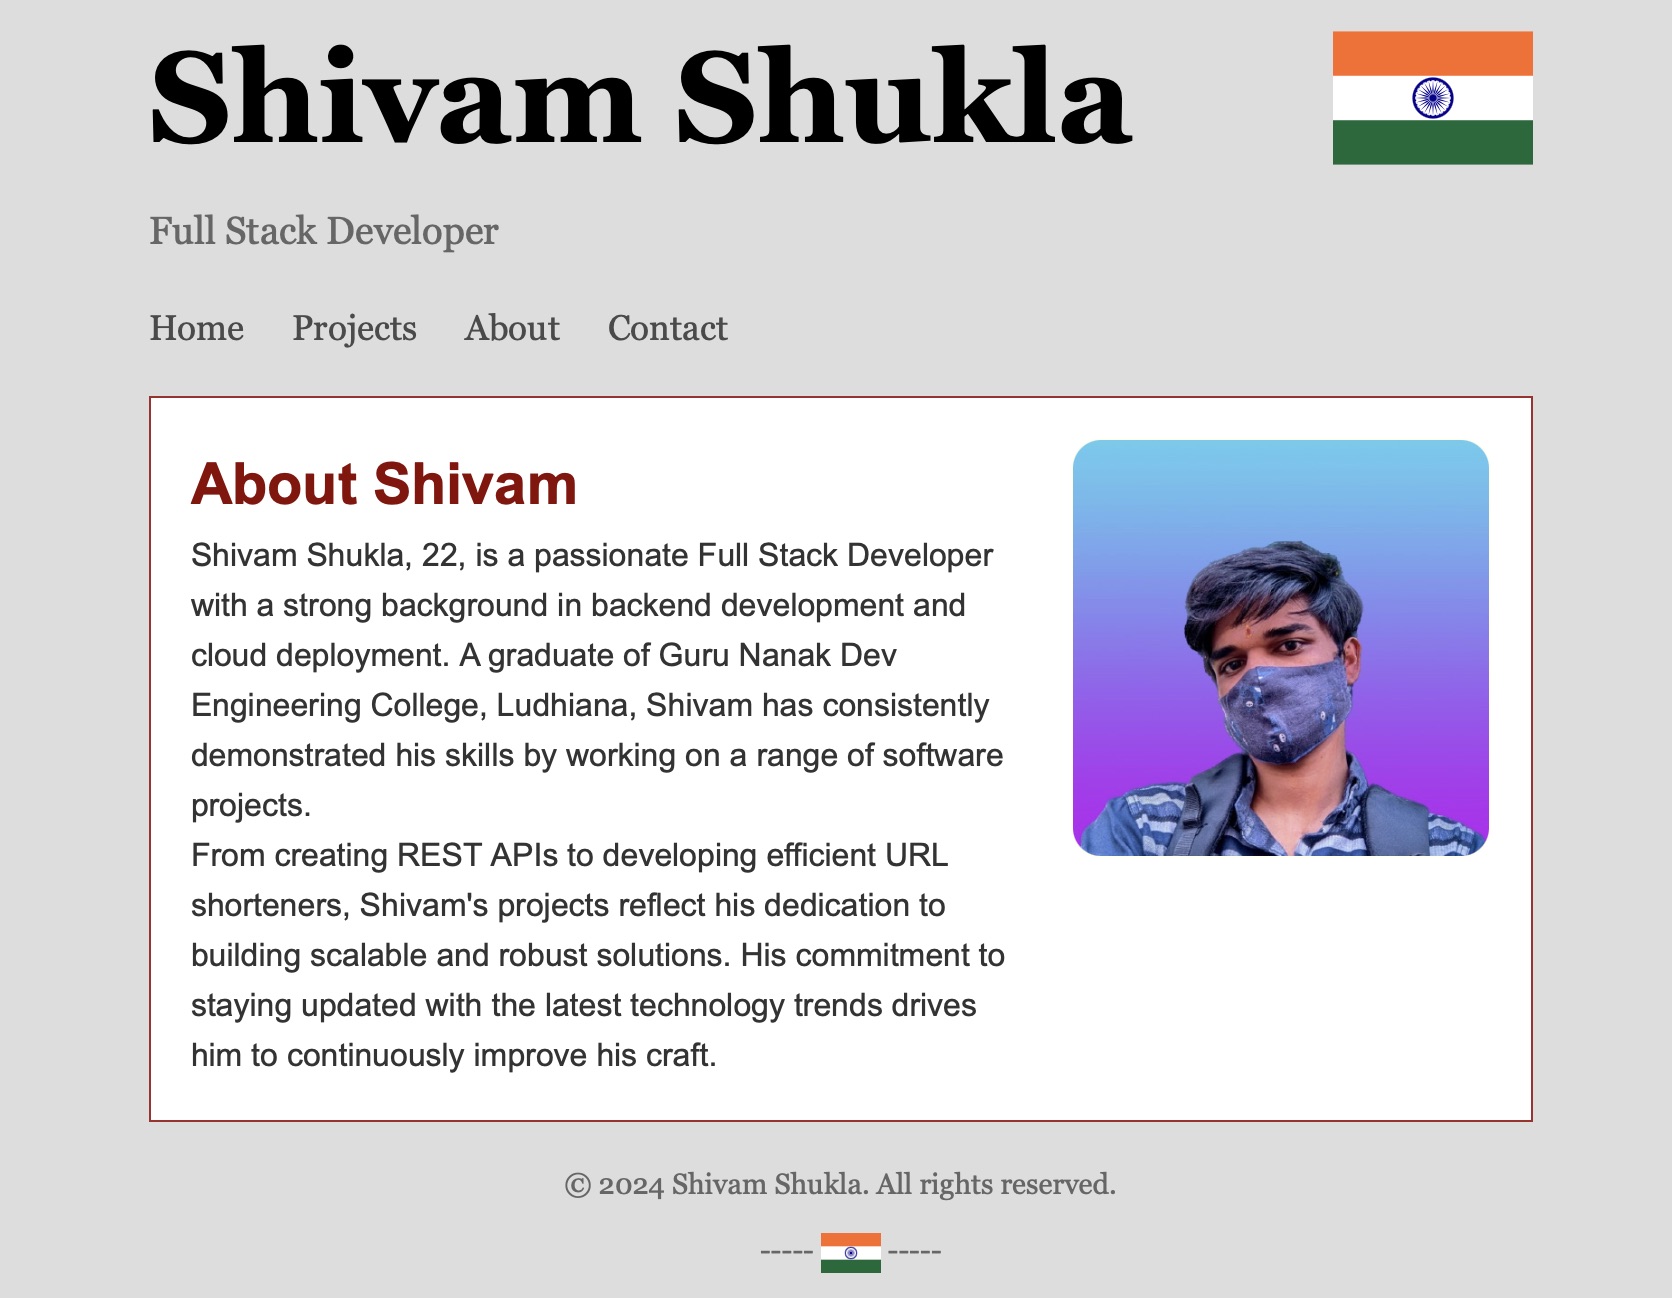 Shivam Shukla
Full Stack Developer
Home Projects About Contact
About Shivam
Shivam Shukla, 22, is a passionate Full Stack Developer
with a strong background in backend development and
cloud deployment. A graduate of Guru Nanak Dev
Engineering College, Ludhiana, Shivam has consistently
demonstrated his skills by working on a range of software
projects.
From creating REST APIs to developing efficient URL
shorteners, Shivam's projects reflect his dedication to
building scalable and robust solutions. His commitment to
staying updated with the latest technology trends drives
him to continuously improve his craft.
© 2024 Shivam Shukla. All rights reserved.
----- -----